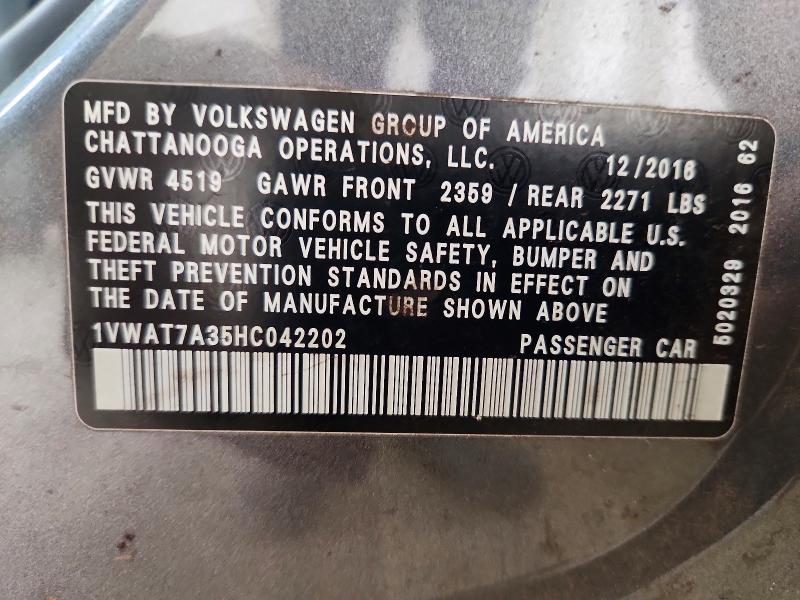 MFD BY VOLKSWAGEN GROUP OF AMERICA
CHATTANOOGA OPERATIONS, LLC. 12/2016
GVWR 4519 GAWR FRONT 2359 / REAR 2271 LBS
THIS VEHICLE CONFORMS TO ALL APPLICABLE U.S.
FEDERAL MOTOR VEHICLE SAFETY, BUMPER AND
THEFT PREVENTION STANDARDS IN EFFECT ON
THE DATE OF MANUFACTURE SHOWN ABOVE
1VWAT7A35HC042202 PASSENGER CAR
5020329 2016 62